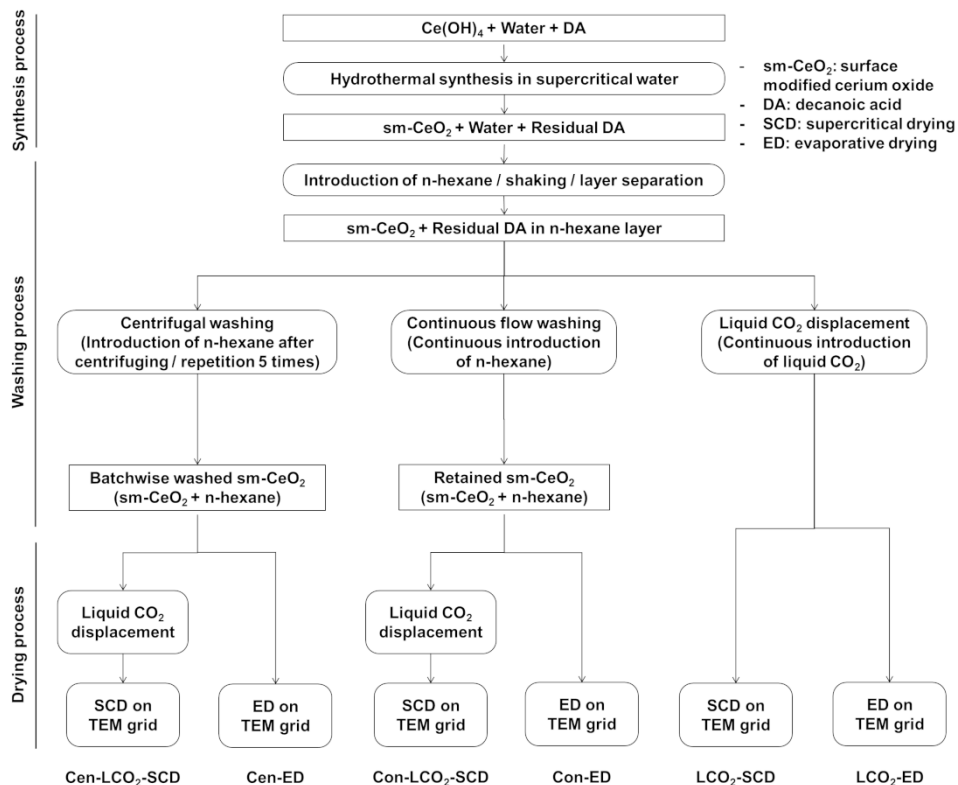 Synthesis process
Ce(OH)₄ + Water + DA
Hydrothermal synthesis in supercritical water
sm-CeO₂ + Water + Residual DA
- sm-CeO₂: surface
modified cerium oxide
- DA: decanoic acid
- SCD: supercritical drying
- ED: evaporative drying
Washing process
Introduction of n-hexane / shaking / layer separation
sm-CeO₂ + Residual DA in n-hexane layer
Centrifugal washing
(Introduction of n-hexane after
centrifuging / repetition 5 times)
Continuous flow washing
(Continuous introduction
of n-hexane)
Liquid CO₂ displacement
(Continuous introduction
of liquid CO₂)
Batchwise washed sm-CeO₂
(sm-CeO₂ + n-hexane)
Retained sm-CeO₂
(sm-CeO₂ + n-hexane)
Drying process
Liquid CO₂
displacement
Liquid CO₂
displacement
SCD on
TEM grid
ED on
TEM grid
SCD on
TEM grid
ED on
TEM grid
SCD on
TEM grid
ED on
TEM grid
Cen-LCO₂-SCD
Cen-ED
Con-LCO₂-SCD
Con-ED
LCO₂-SCD
LCO₂-ED